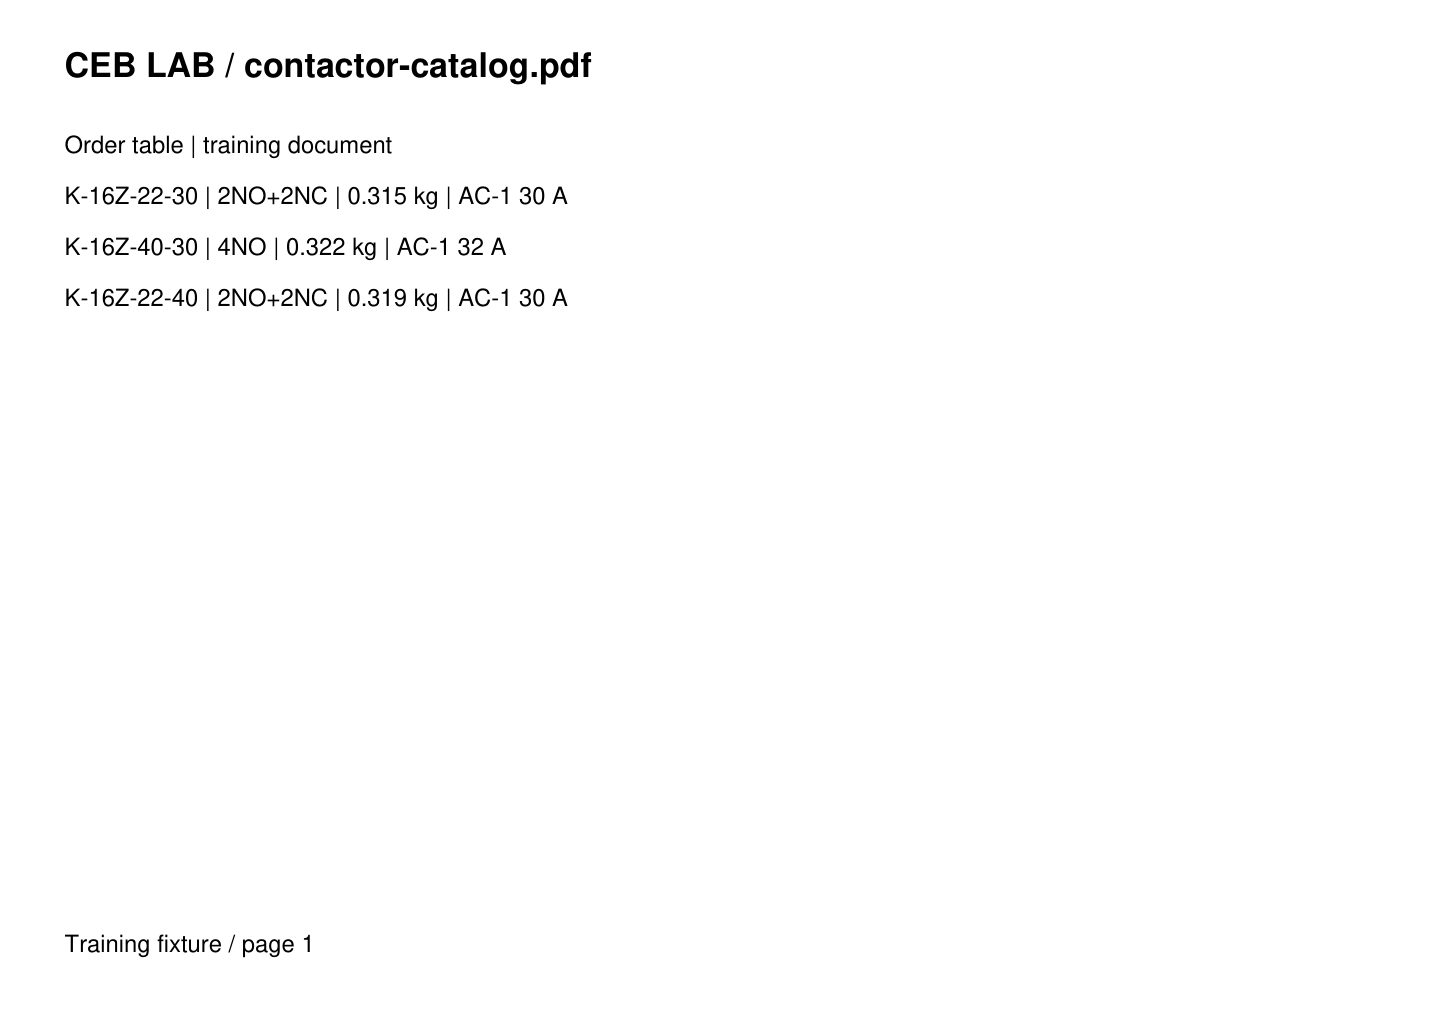 CEB LAB / contactor-catalog.pdf
Order table | training document
K-16Z-22-30 | 2NO+2NC | 0.315 kg | AC-1 30 A
K-16Z-40-30 | 4NO | 0.322 kg | AC-1 32 A
K-16Z-22-40 | 2NO+2NC | 0.319 kg | AC-1 30 A
Training fixture / page 1